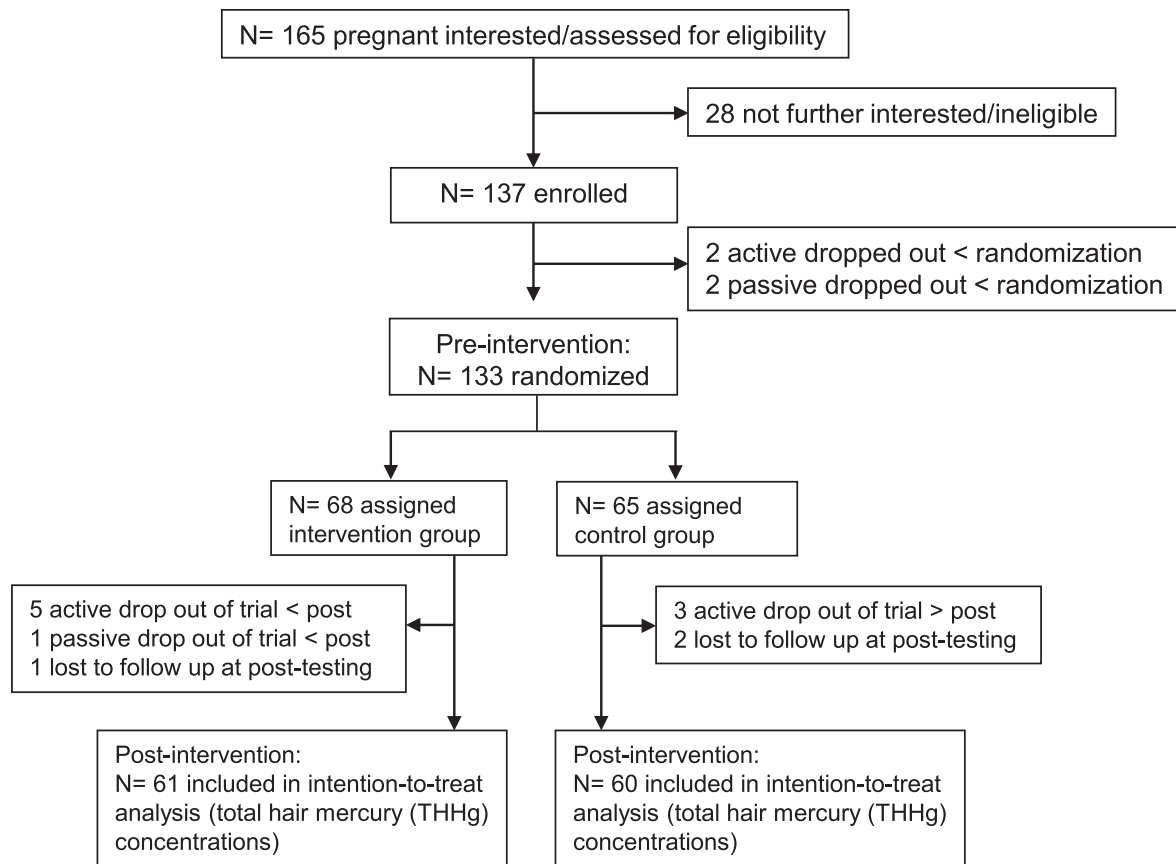 N= 165 pregnant interested/assessed for eligibility
28 not further interested/ineligible
N= 137 enrolled
2 active dropped out < randomization
2 passive dropped out < randomization
Pre-intervention:
N= 133 randomized
N= 68 assigned
intervention group
N= 65 assigned
control group
5 active drop out of trial < post
1 passive drop out of trial < post
1 lost to follow up at post-testing
3 active drop out of trial > post
2 lost to follow up at post-testing
Post-intervention:
N= 61 included in intention-to-treat
analysis (total hair mercury (THHg)
concentrations)
Post-intervention:
N= 60 included in intention-to-treat
analysis (total hair mercury (THHg)
concentrations)